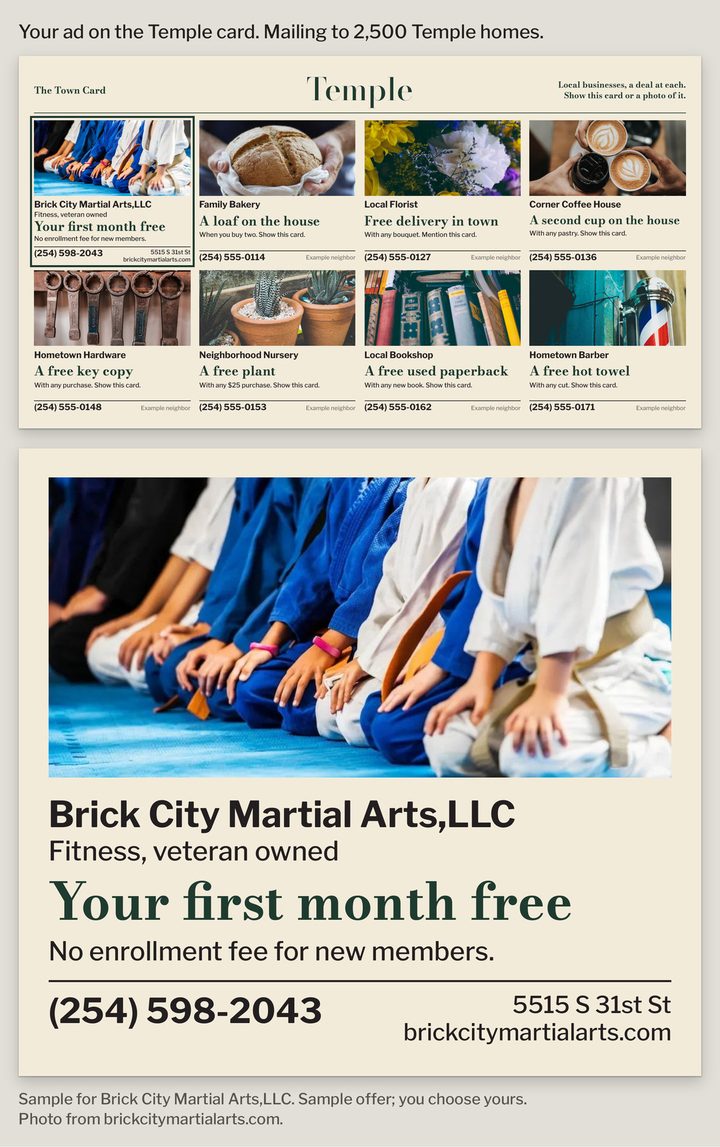 Your ad on the Temple card. Mailing to 2,500 Temple homes.
The Town Card
Temple
Local businesses, a deal at each.
Show this card or a photo of it.
Brick City Martial Arts,LLC
Fitness, veteran owned
Your first month free
No enrollment fee for new members.
(254) 598-2043
5515 S 31st St
brickcitymartialarts.com
Family Bakery
A loaf on the house
When you buy two. Show this card.
(254) 555-0114
Example neighbor
Local Florist
Free delivery in town
With any bouquet. Mention this card.
(254) 555-0127
Example neighbor
Corner Coffee House
A second cup on the house
With any pastry. Show this card.
(254) 555-0136
Example neighbor
Hometown Hardware
A free key copy
With any purchase. Show this card.
(254) 555-0148
Example neighbor
Neighborhood Nursery
A free plant
With any $25 purchase. Show this card.
(254) 555-0153
Example neighbor
Local Bookshop
A free used paperback
With any new book. Show this card.
(254) 555-0162
Example neighbor
Hometown Barber
A free hot towel
With any cut. Show this card.
(254) 555-0171
Example neighbor
Brick City Martial Arts,LLC
Fitness, veteran owned
Your first month free
No enrollment fee for new members.
(254) 598-2043
5515 S 31st St
brickcitymartialarts.com
Sample for Brick City Martial Arts,LLC. Sample offer; you choose yours.
Photo from brickcitymartialarts.com.